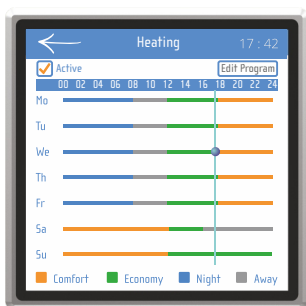 Heating 17:42
Active Edit Program
00 02 04 06 08 10 12 14 16 18 20 22 24
Mo
Tu
We
Th
Fr
Sa
Su
Comfort Economy Night Away